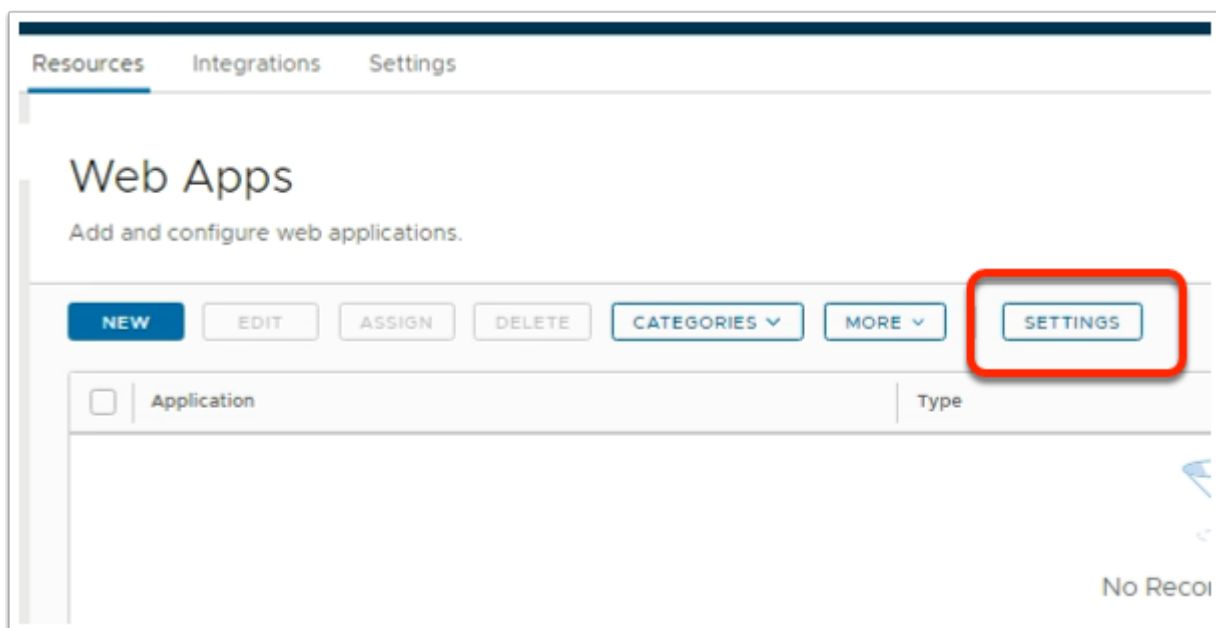 Resources Integrations Settings
Web Apps
Add and configure web applications.
NEW EDIT ASSIGN DELETE CATEGORIES MORE SETTINGS
Application Type
No Recor